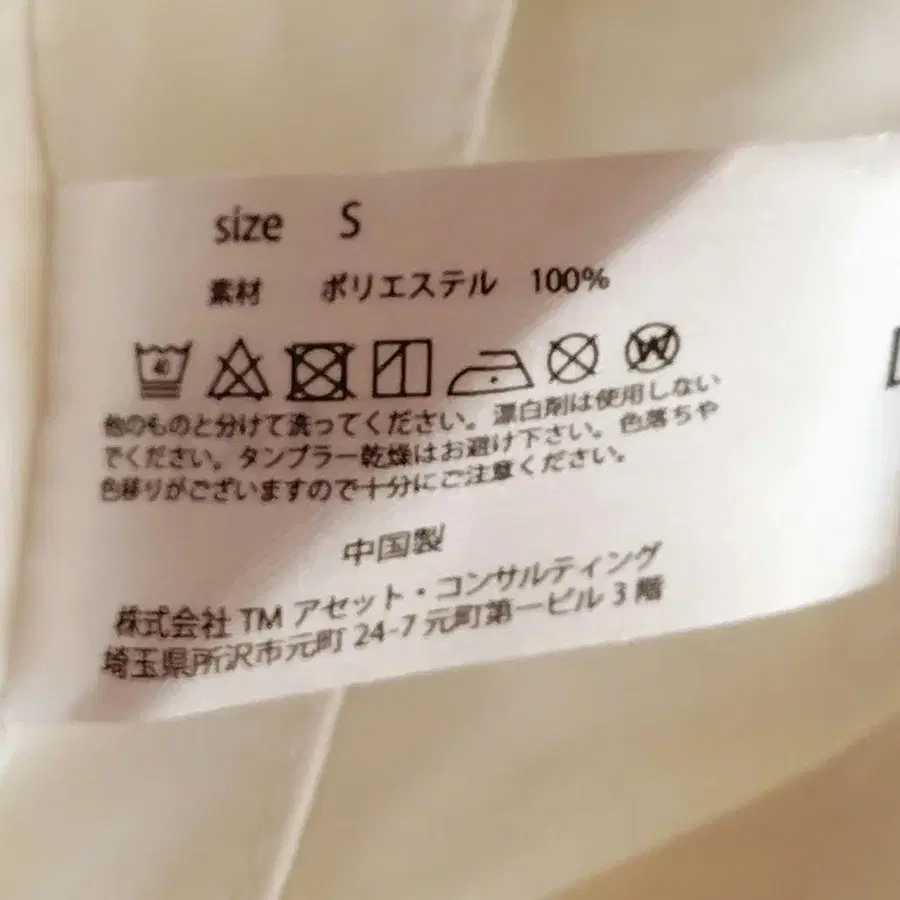 size S
素材 ポリエステル 100%
40
W
他のものと分けて洗ってください。漂白剤は使用しない
でください。タンブラー乾燥はお避け下さい。色落ちや
色移りがございますので十分にご注意ください。
中国製
株式会社 TM アセット・コンサルティング
埼玉県所沢市元町 24-7 元町第一ビル 3 階